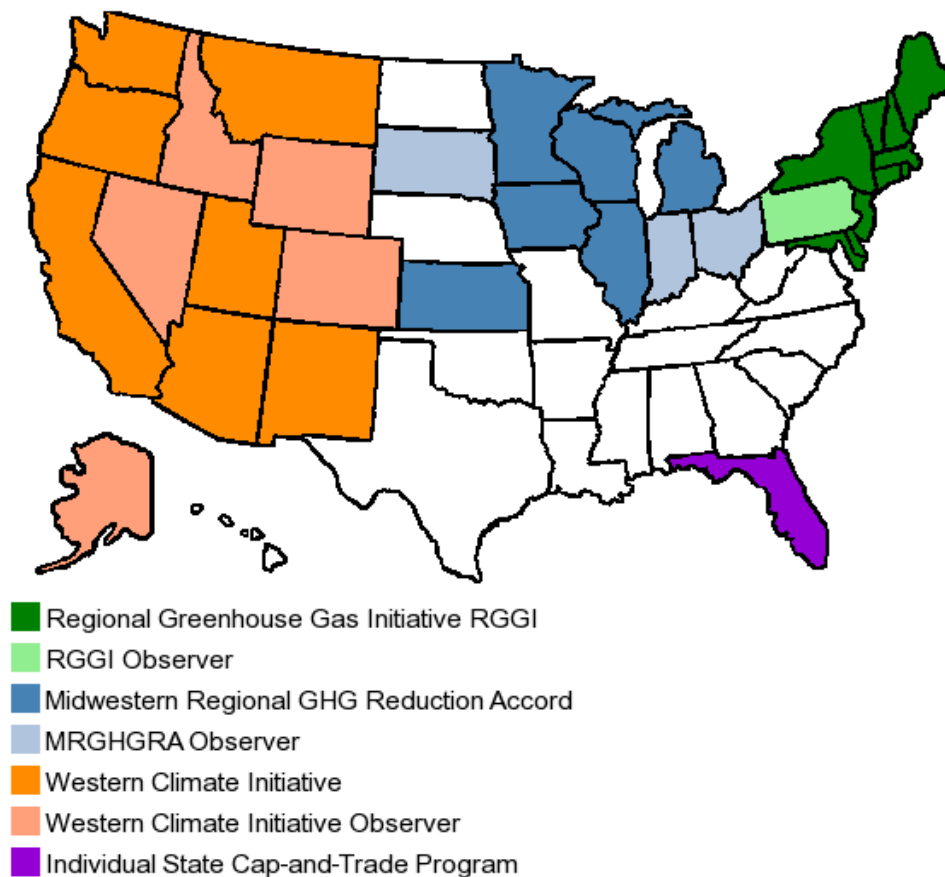 Regional Greenhouse Gas Initiative RGGI
RGGI Observer
Midwestern Regional GHG Reduction Accord
MRGHGRA Observer
Western Climate Initiative
Western Climate Initiative Observer
Individual State Cap-and-Trade Program